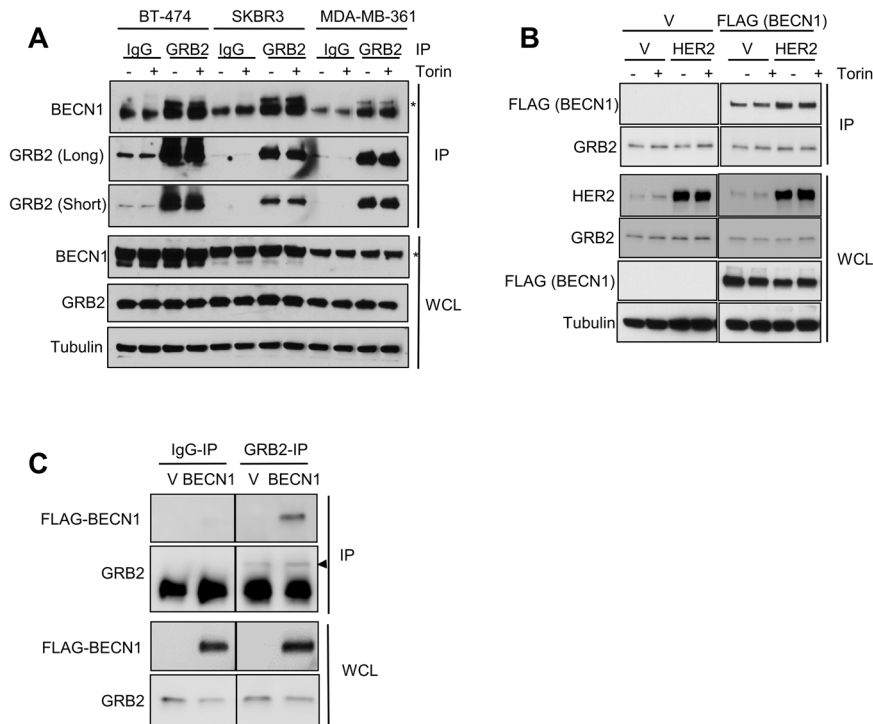 A
BT-474 SKBR3 MDA-MB-361
IgG GRB2 IgG GRB2 IgG GRB2 IP
- + - + - + - + - + - + Torin
BECN1 *
GRB2 (Long) IP
GRB2 (Short)
BECN1 *
GRB2 WCL
Tubulin
B
V FLAG (BECN1)
V HER2 V HER2
- + - + - + - + Torin
FLAG (BECN1) IP
GRB2
HER2
GRB2 WCL
FLAG (BECN1)
Tubulin
C
IgG-IP GRB2-IP
V BECN1 V BECN1
FLAG-BECN1
GRB2 IP
FLAG-BECN1
WCL
GRB2